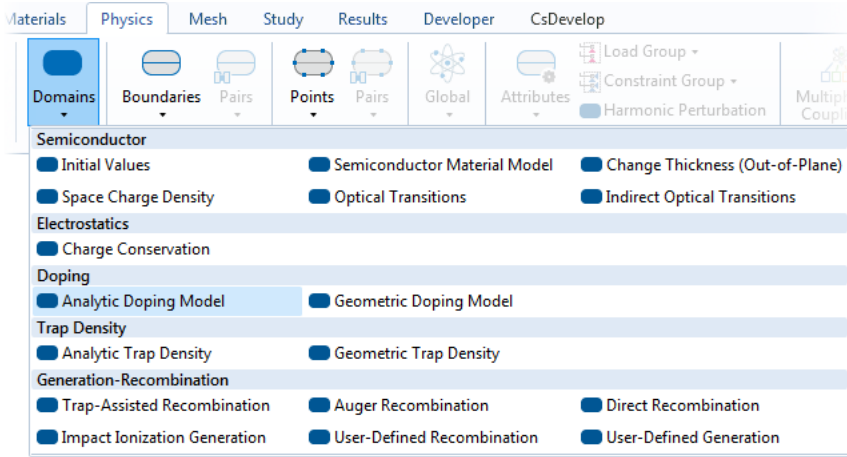 Materials Physics Mesh Study Results Developer CsDevelop
Load Group
Constraint Group
Domains Boundaries Pairs Points Pairs Global Attributes
Harmonic Perturbation
Semiconductor
Initial Values Semiconductor Material Model Change Thickness (Out-of-Plane)
Space Charge Density Optical Transitions Indirect Optical Transitions
Electrostatics
Charge Conservation
Doping
Analytic Doping Model Geometric Doping Model
Trap Density
Analytic Trap Density Geometric Trap Density
Generation-Recombination
Trap-Assisted Recombination Auger Recombination Direct Recombination
Impact Ionization Generation User-Defined Recombination User-Defined Generation